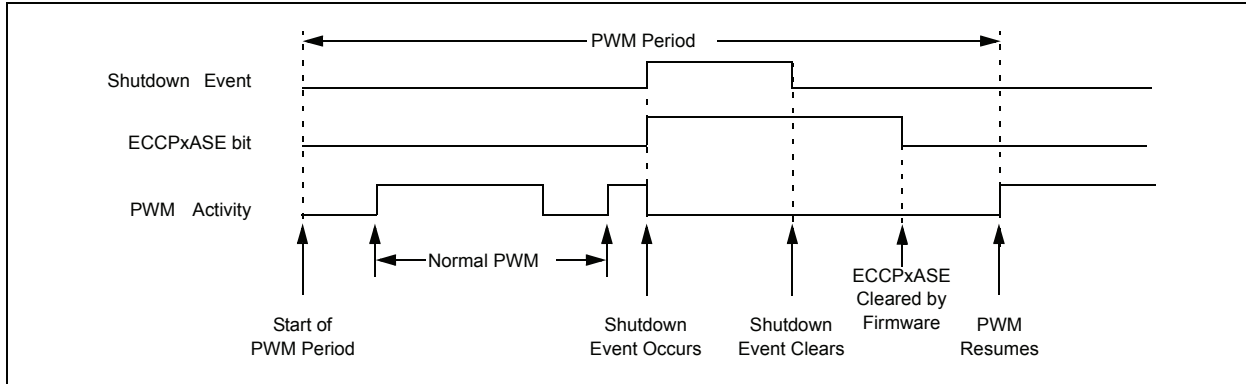 PWM Period
Shutdown Event
ECCPxASE bit
PWM Activity
Normal PWM
Start of
PWM Period
Shutdown
Event Occurs
Shutdown
Event Clears
ECCPxASE
Cleared by
Firmware
PWM
Resumes